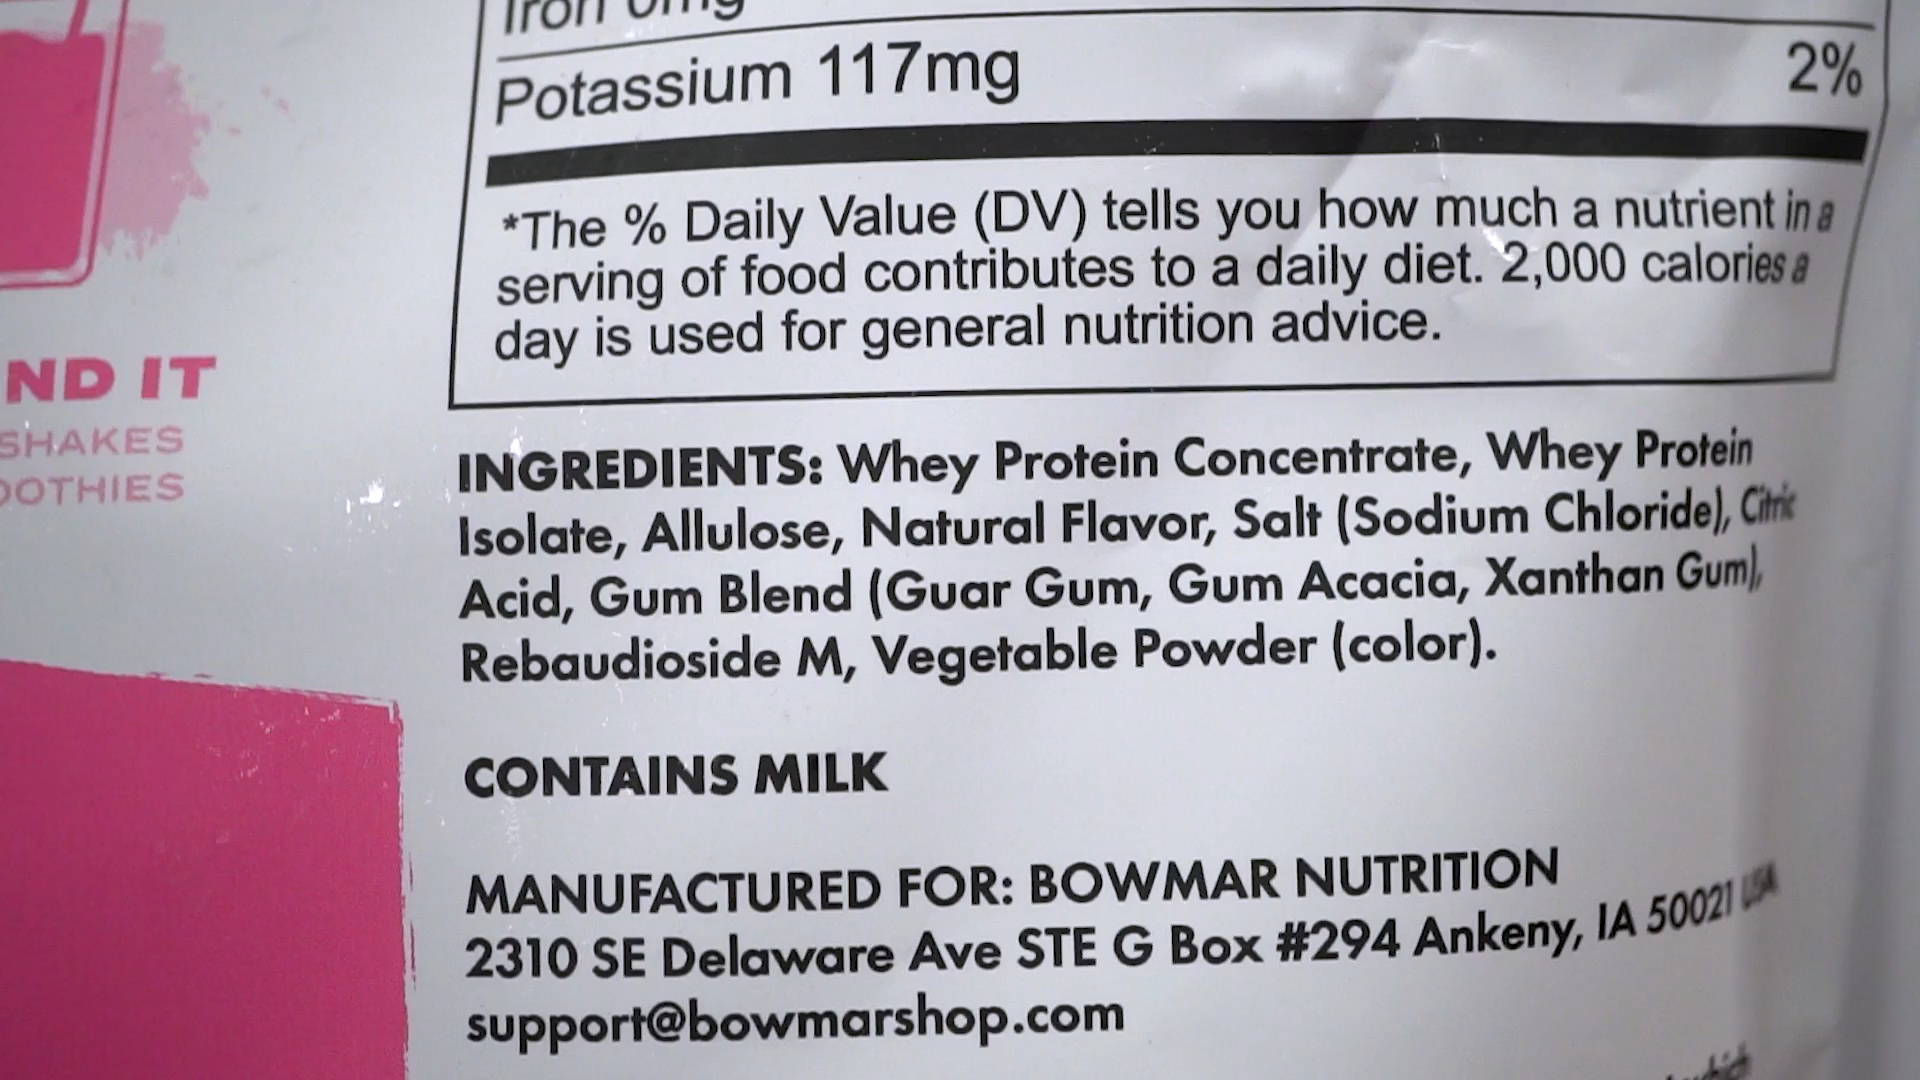 Iron 0mg
Potassium 117mg 2%
*The % Daily Value (DV) tells you how much a nutrient in a
serving of food contributes to a daily diet. 2,000 calories a
day is used for general nutrition advice.
ND IT
SHAKES
OOTHIES
INGREDIENTS: Whey Protein Concentrate, Whey Protein
Isolate, Allulose, Natural Flavor, Salt (Sodium Chloride), Citric
Acid, Gum Blend (Guar Gum, Gum Acacia, Xanthan Gum),
Rebaudioside M, Vegetable Powder (color).
CONTAINS MILK
MANUFACTURED FOR: BOWMAR NUTRITION
2310 SE Delaware Ave STE G Box #294 Ankeny, IA 50021 USA
support@bowmarshop.com
which